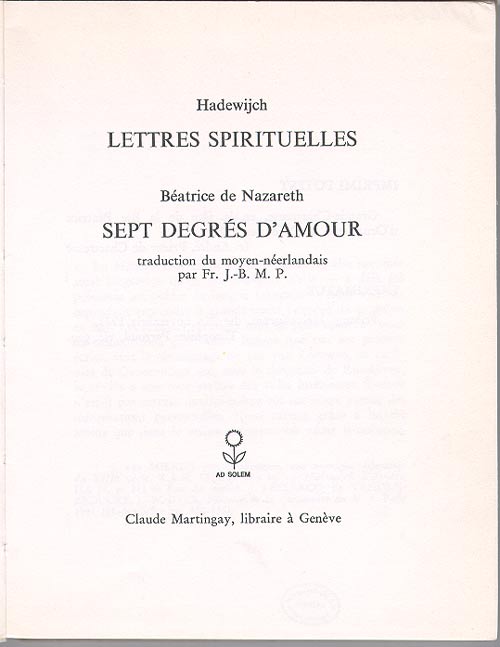 Hadewijch
LETTRES SPIRITUELLES
Béatrice de Nazareth
SEPT DEGRÉS D'AMOUR
traduction du moyen-néerlandais
par Fr. J.-B. M. P.
AD SOLEM
Claude Martingay, libraire à Genève